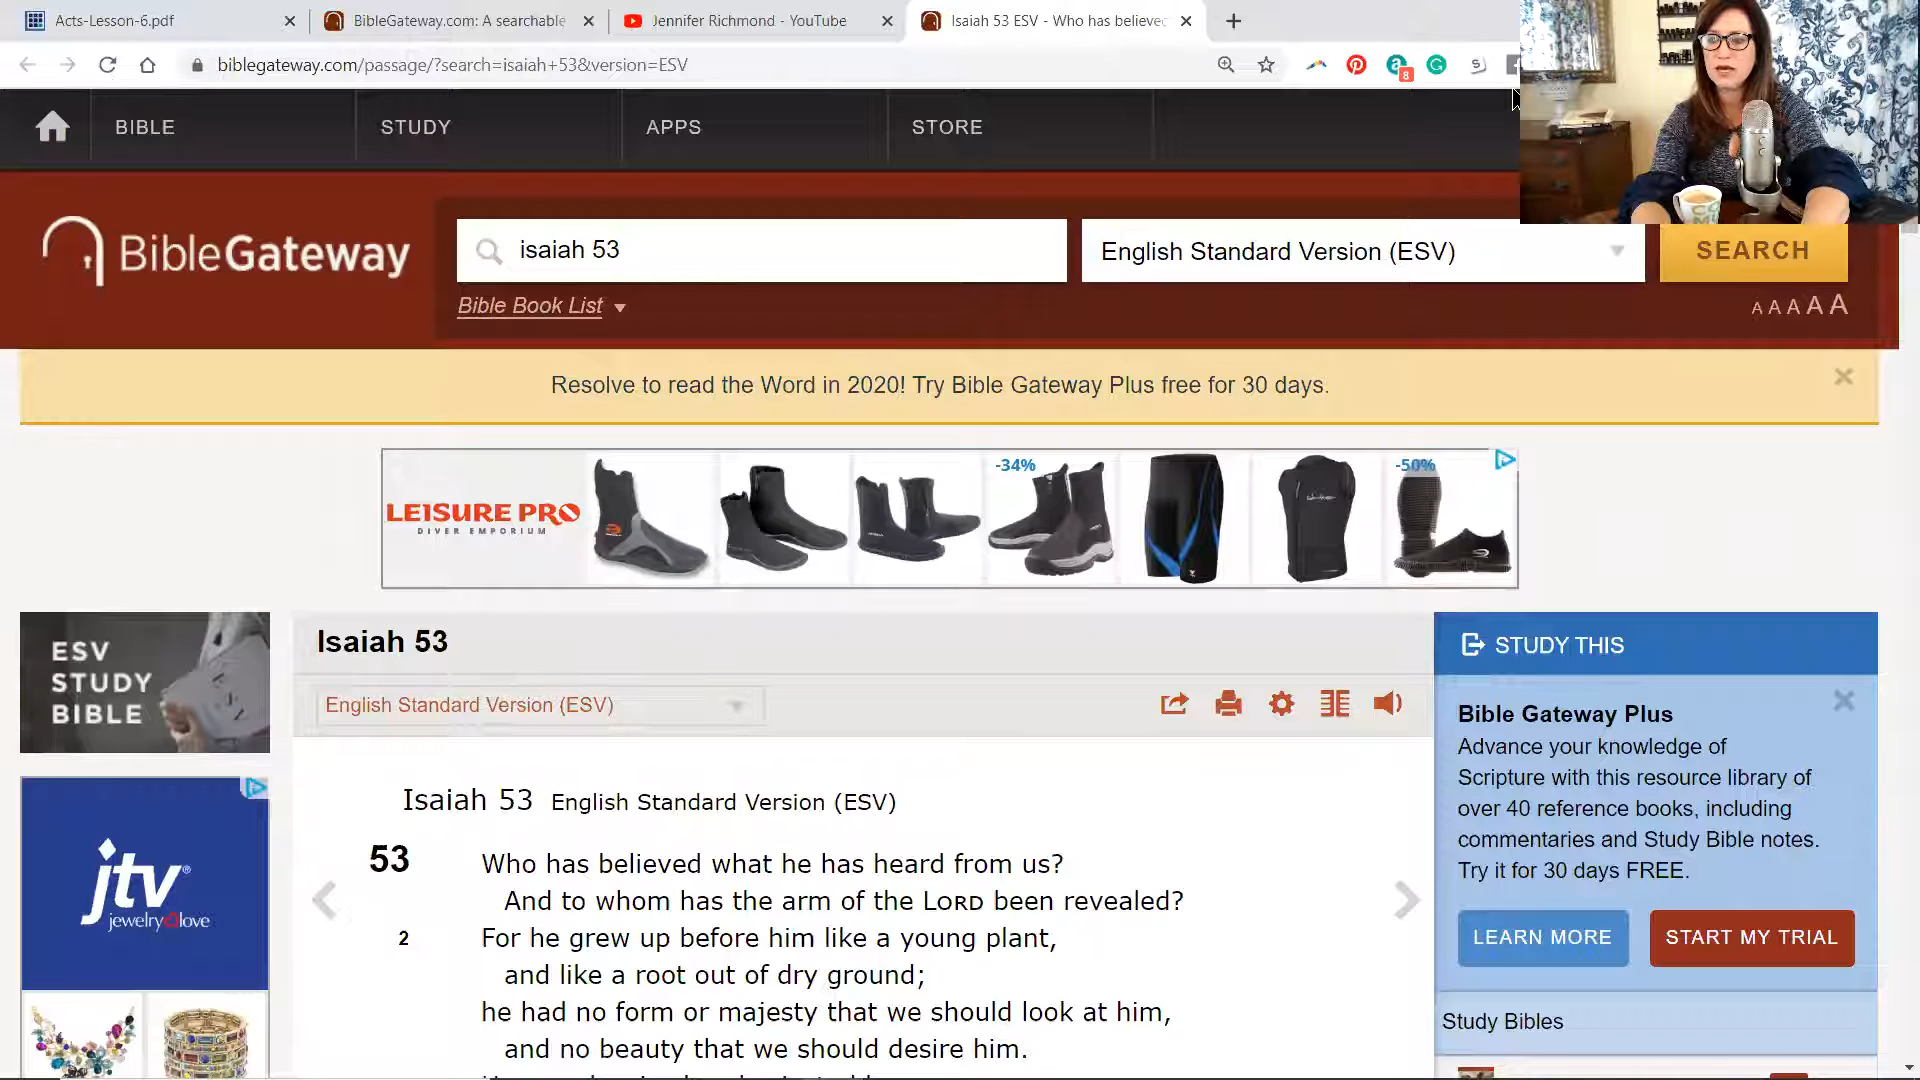 Acts-Lesson-6.pdf
BibleGateway.com: A searchable
Jennifer Richmond - YouTube
Isaiah 53 ESV - Who has believed
biblegateway.com/passage/?search=isaiah+53&version=ESV
8
BIBLE
STUDY
APPS
STORE
BibleGateway
isaiah 53
English Standard Version (ESV)
SEARCH
Bible Book List
A A A A A
Resolve to read the Word in 2020! Try Bible Gateway Plus free for 30 days.
LEISURE PRO
DIVER EMPORIUM
-34%
-50%
ESV
STUDY
BIBLE
Isaiah 53
English Standard Version (ESV)
jtv®
jewelry love
Isaiah 53 English Standard Version (ESV)
53 Who has believed what he has heard from us?
And to whom has the arm of the LORD been revealed?
2 For he grew up before him like a young plant,
and like a root out of dry ground;
he had no form or majesty that we should look at him,
and no beauty that we should desire him.
STUDY THIS
Bible Gateway Plus
Advance your knowledge of
Scripture with this resource library of
over 40 reference books, including
commentaries and Study Bible notes.
Try it for 30 days FREE.
LEARN MORE
START MY TRIAL
Study Bibles